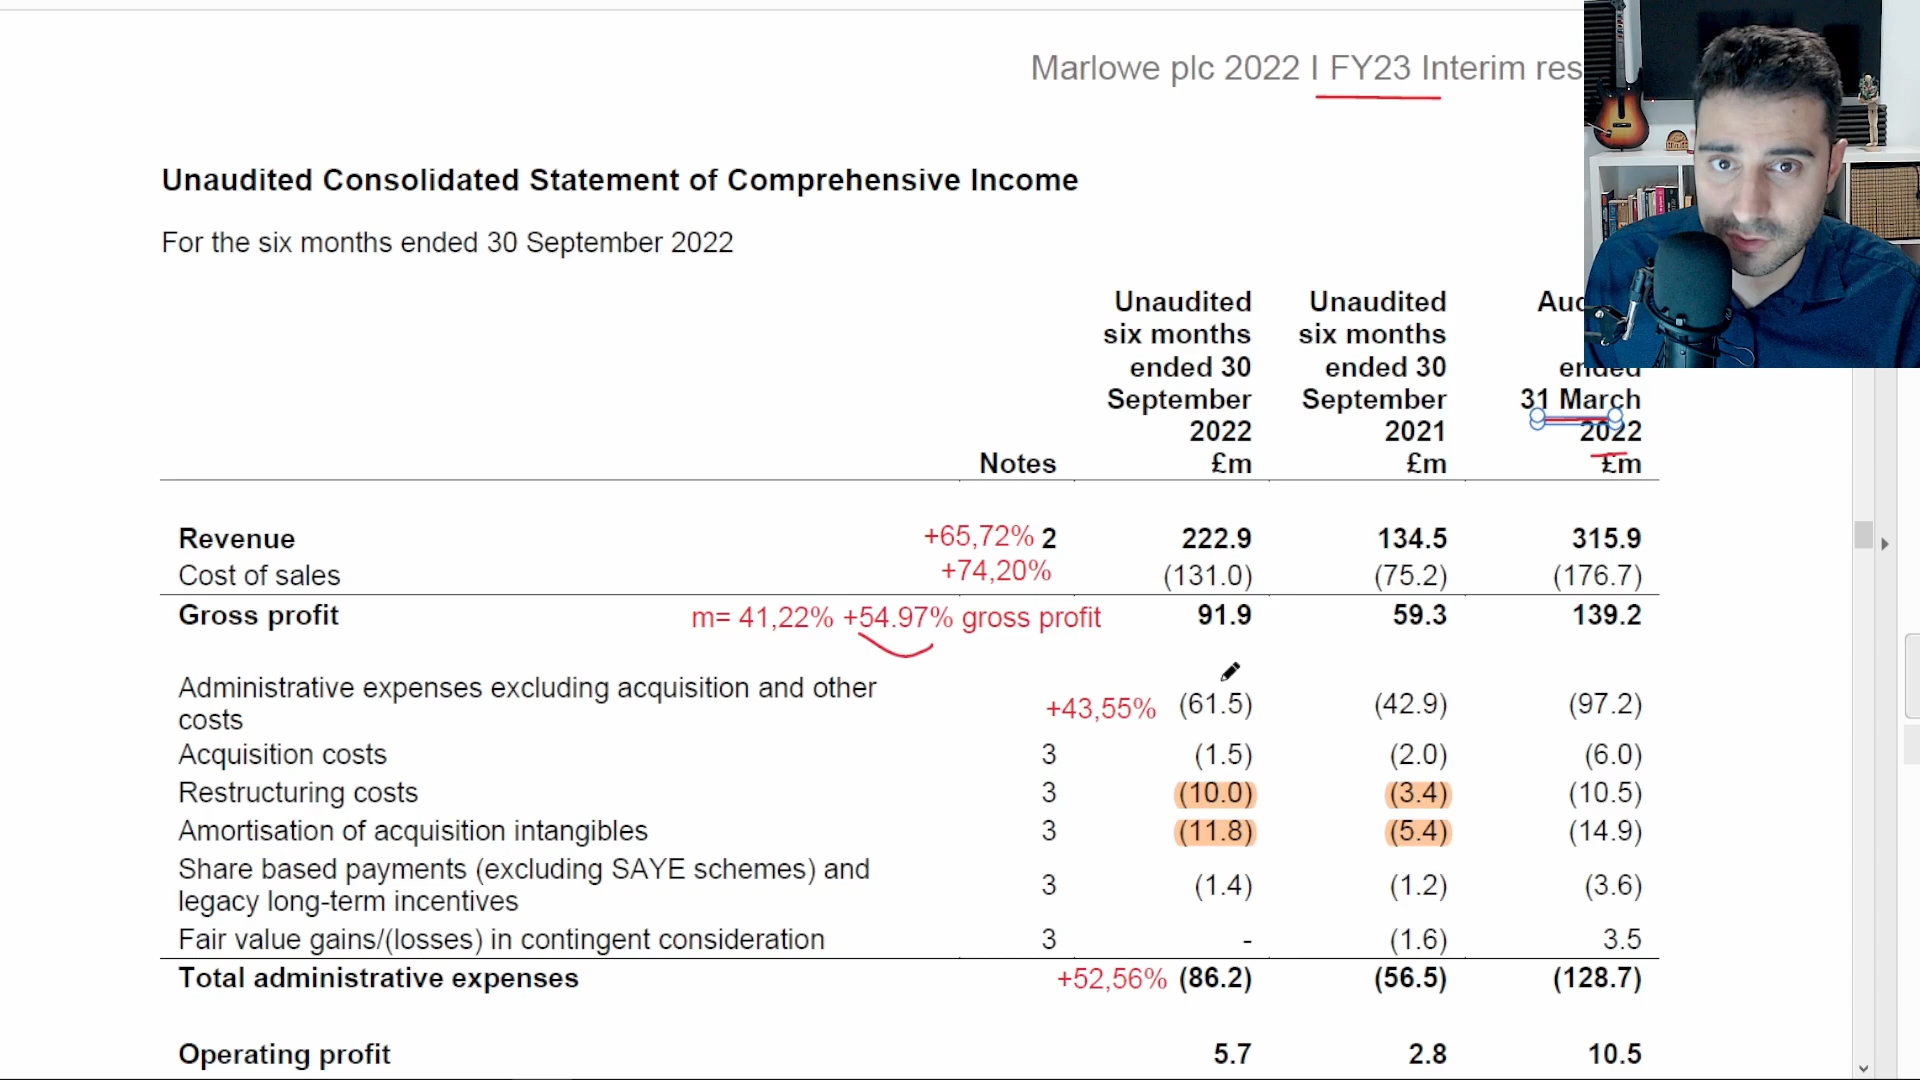 Marlowe plc 2022 I FY23 Interim res
Unaudited Consolidated Statement of Comprehensive Income
For the six months ended 30 September 2022
Unaudited Unaudited
six months six months
ended 30 ended 30 ended
September September 31 March
2022 2021 2022
Notes £m £m £m
Revenue +65,72% 2 222.9 134.5 315.9
Cost of sales +74,20% (131.0) (75.2) (176.7)
Gross profit m= 41,22% +54.97% gross profit 91.9 59.3 139.2
Administrative expenses excluding acquisition and other
costs +43,55% (61.5) (42.9) (97.2)
Acquisition costs 3 (1.5) (2.0) (6.0)
Restructuring costs 3 (10.0) (3.4) (10.5)
Amortisation of acquisition intangibles 3 (11.8) (5.4) (14.9)
Share based payments (excluding SAYE schemes) and
legacy long-term incentives 3 (1.4) (1.2) (3.6)
Fair value gains/(losses) in contingent consideration 3 - (1.6) 3.5
Total administrative expenses +52,56% (86.2) (56.5) (128.7)
Operating profit 5.7 2.8 10.5